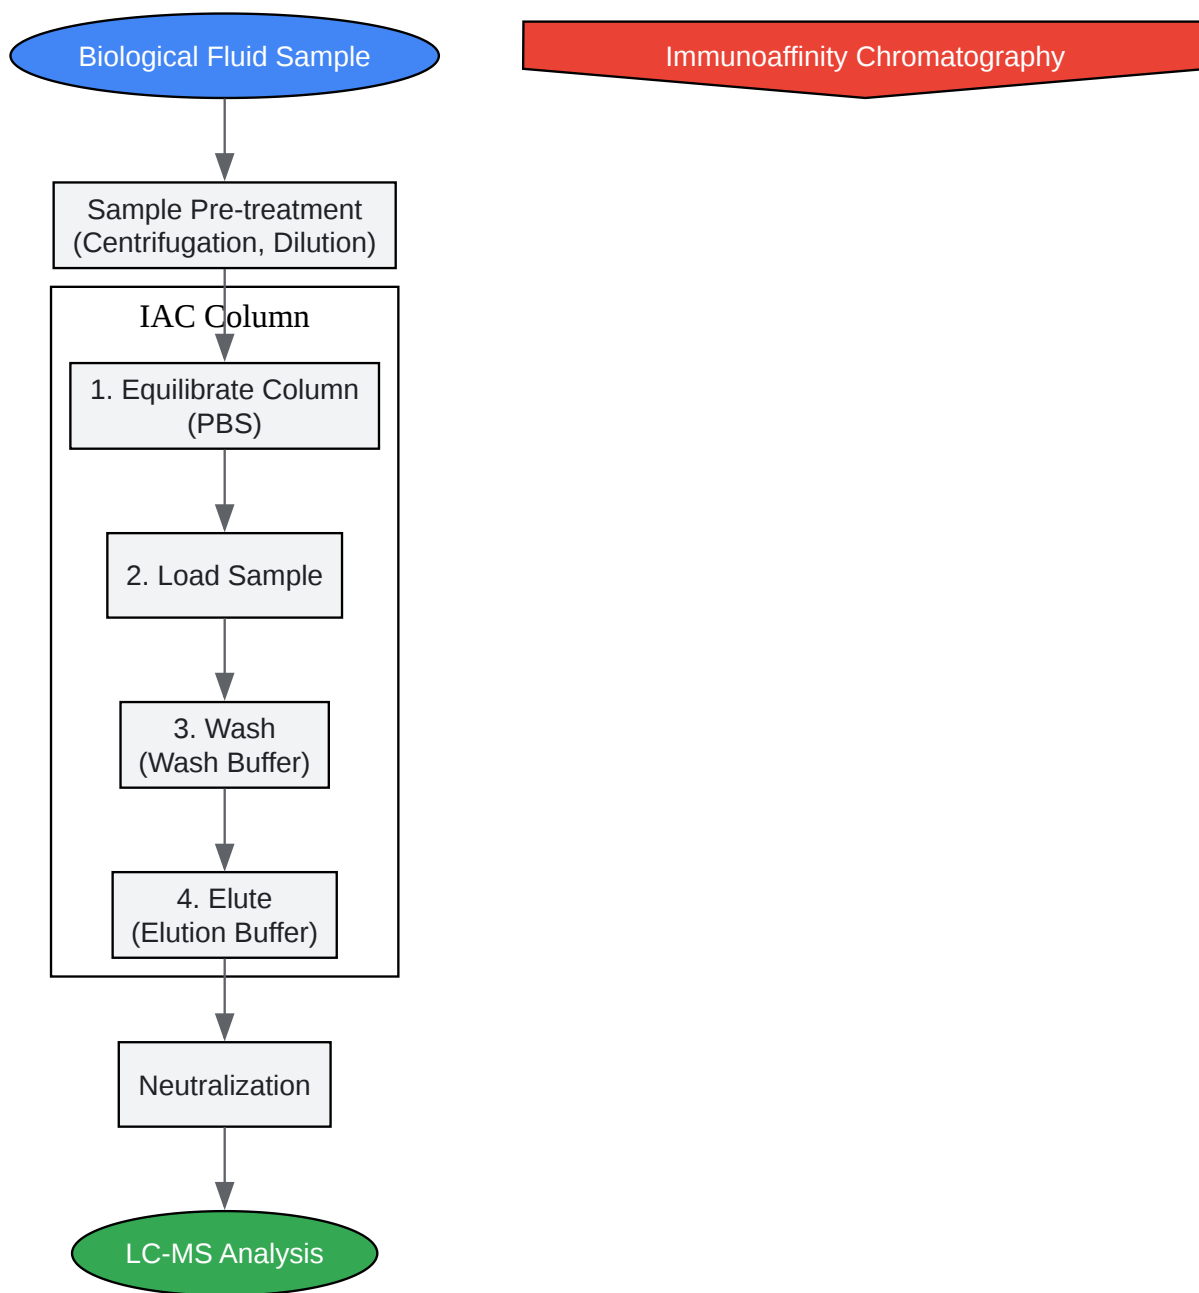 Biological Fluid Sample
Immunoaffinity Chromatography
Sample Pre-treatment
(Centrifugation, Dilution)
IAC Column
1. Equilibrate Column
(PBS)
2. Load Sample
3. Wash
(Wash Buffer)
4. Elute
(Elution Buffer)
Neutralization
LC-MS Analysis